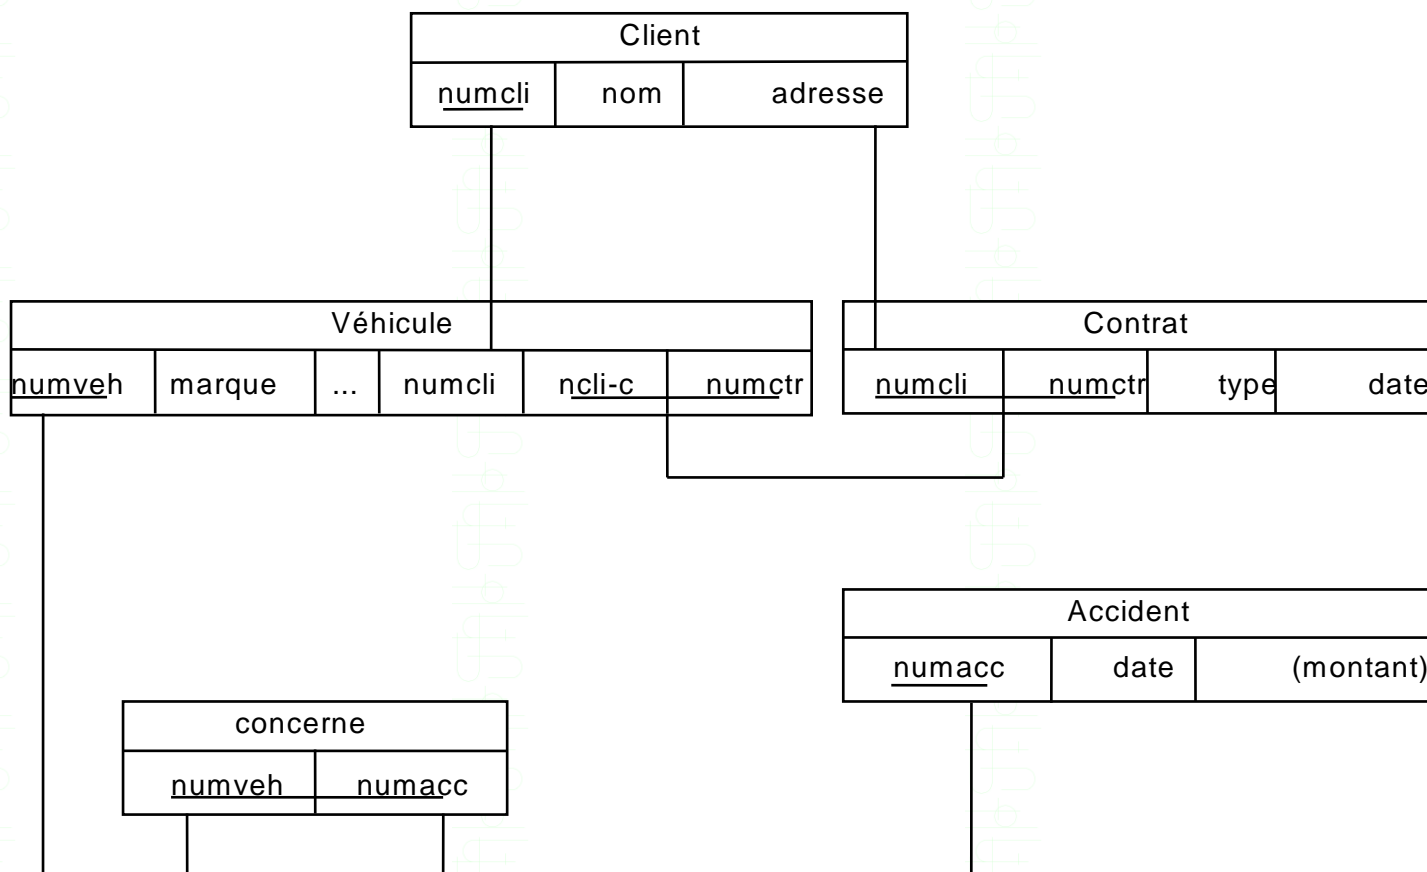 Client
numcli nom adresse
Véhicule
numveh marque ... numcli ncli-c numctr
Contrat
numcli numctr type date
Accident
numacc date (montant)
concerne
numveh numacc